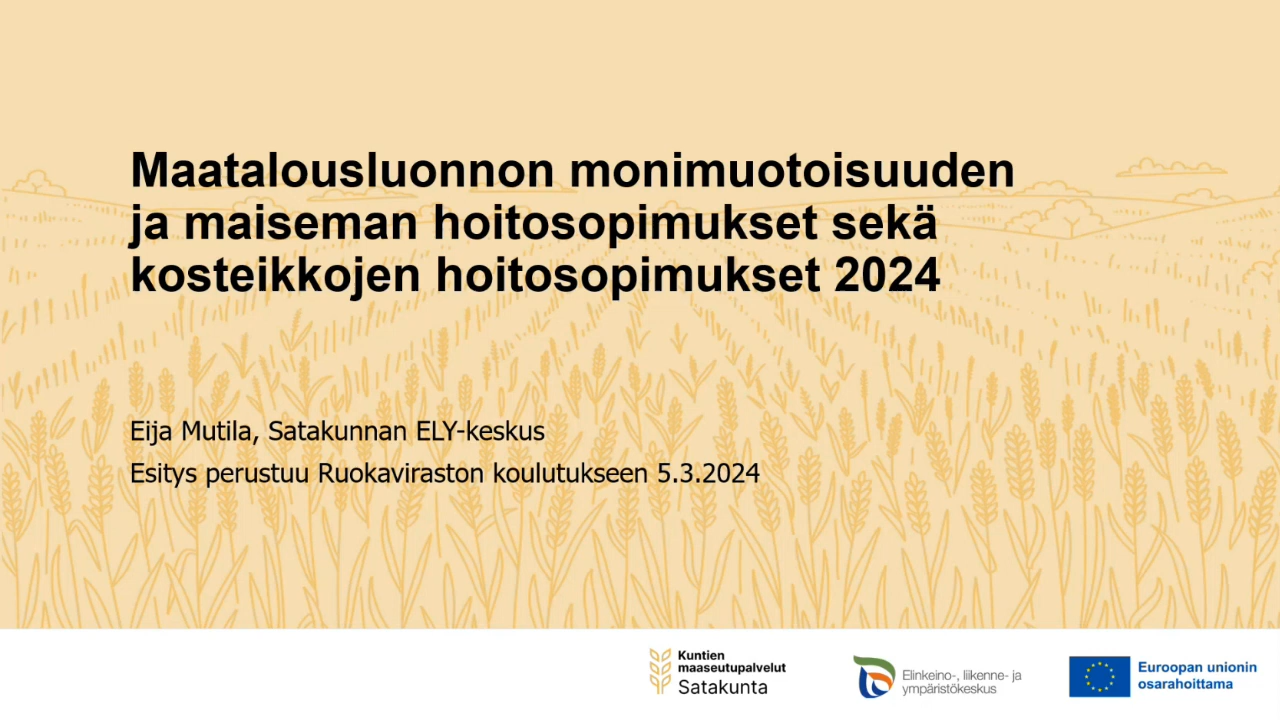 Maatalousluonnon monimuotoisuuden
ja maiseman hoitosopimukset sekä
kosteikkojen hoitosopimukset 2024
Eija Mutila, Satakunnan ELY-keskus
Esitys perustuu Ruokaviraston koulutukseen 5.3.2024
Kuntien
maaseutupalvelut
Satakunta
Elinkeino-, liikenne- ja
ympäristökeskus
Euroopan unionin
osarahoittama